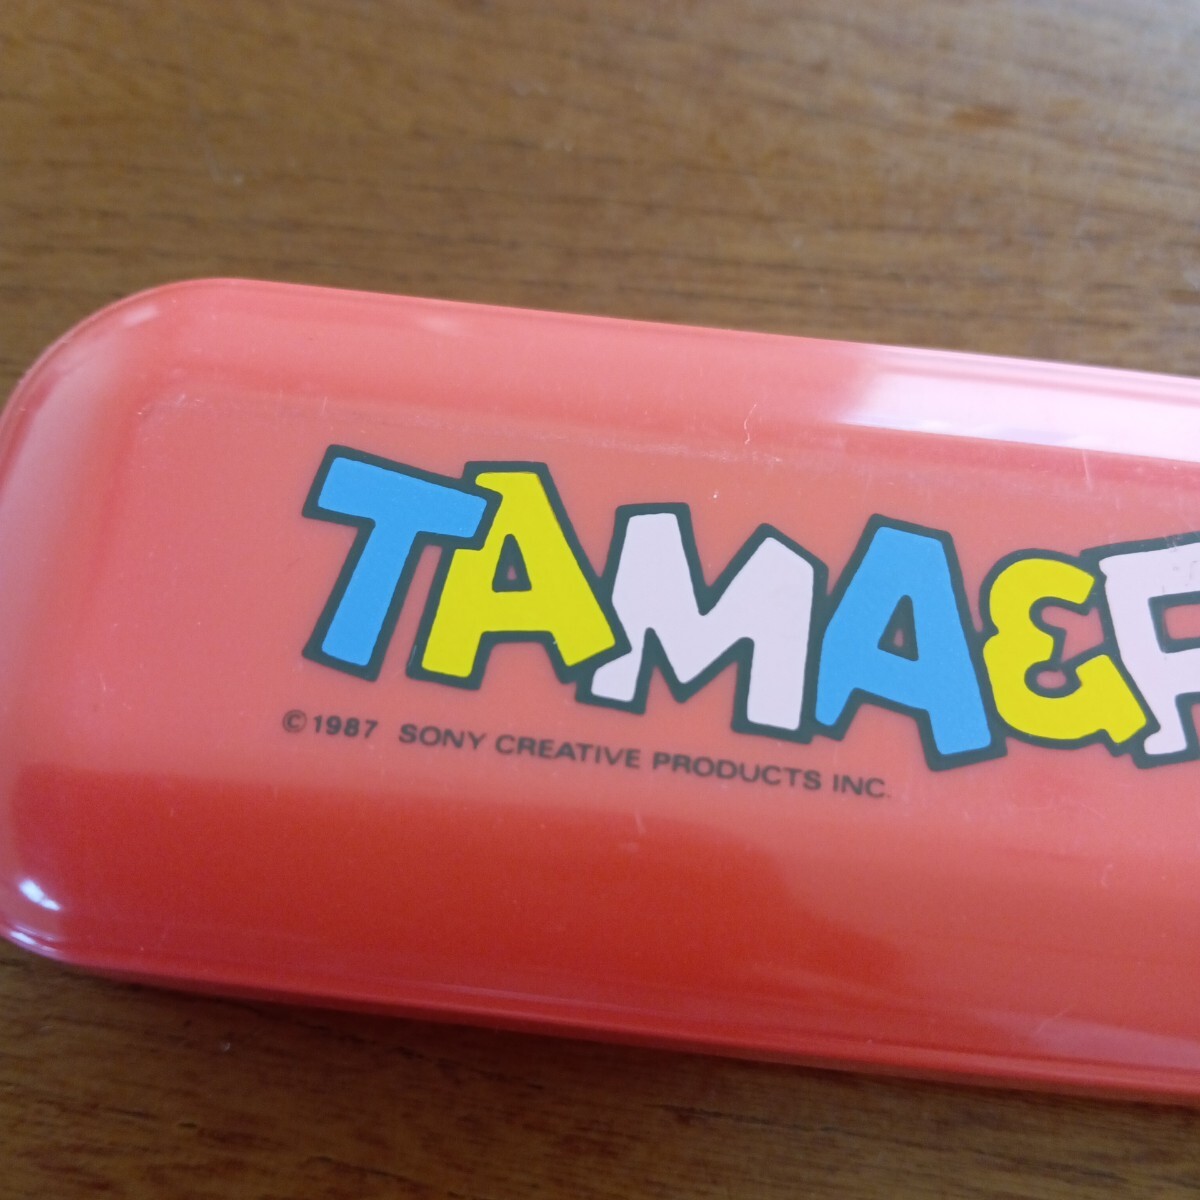 TAMA&F
© 1987 SONY CREATIVE PRODUCTS INC.